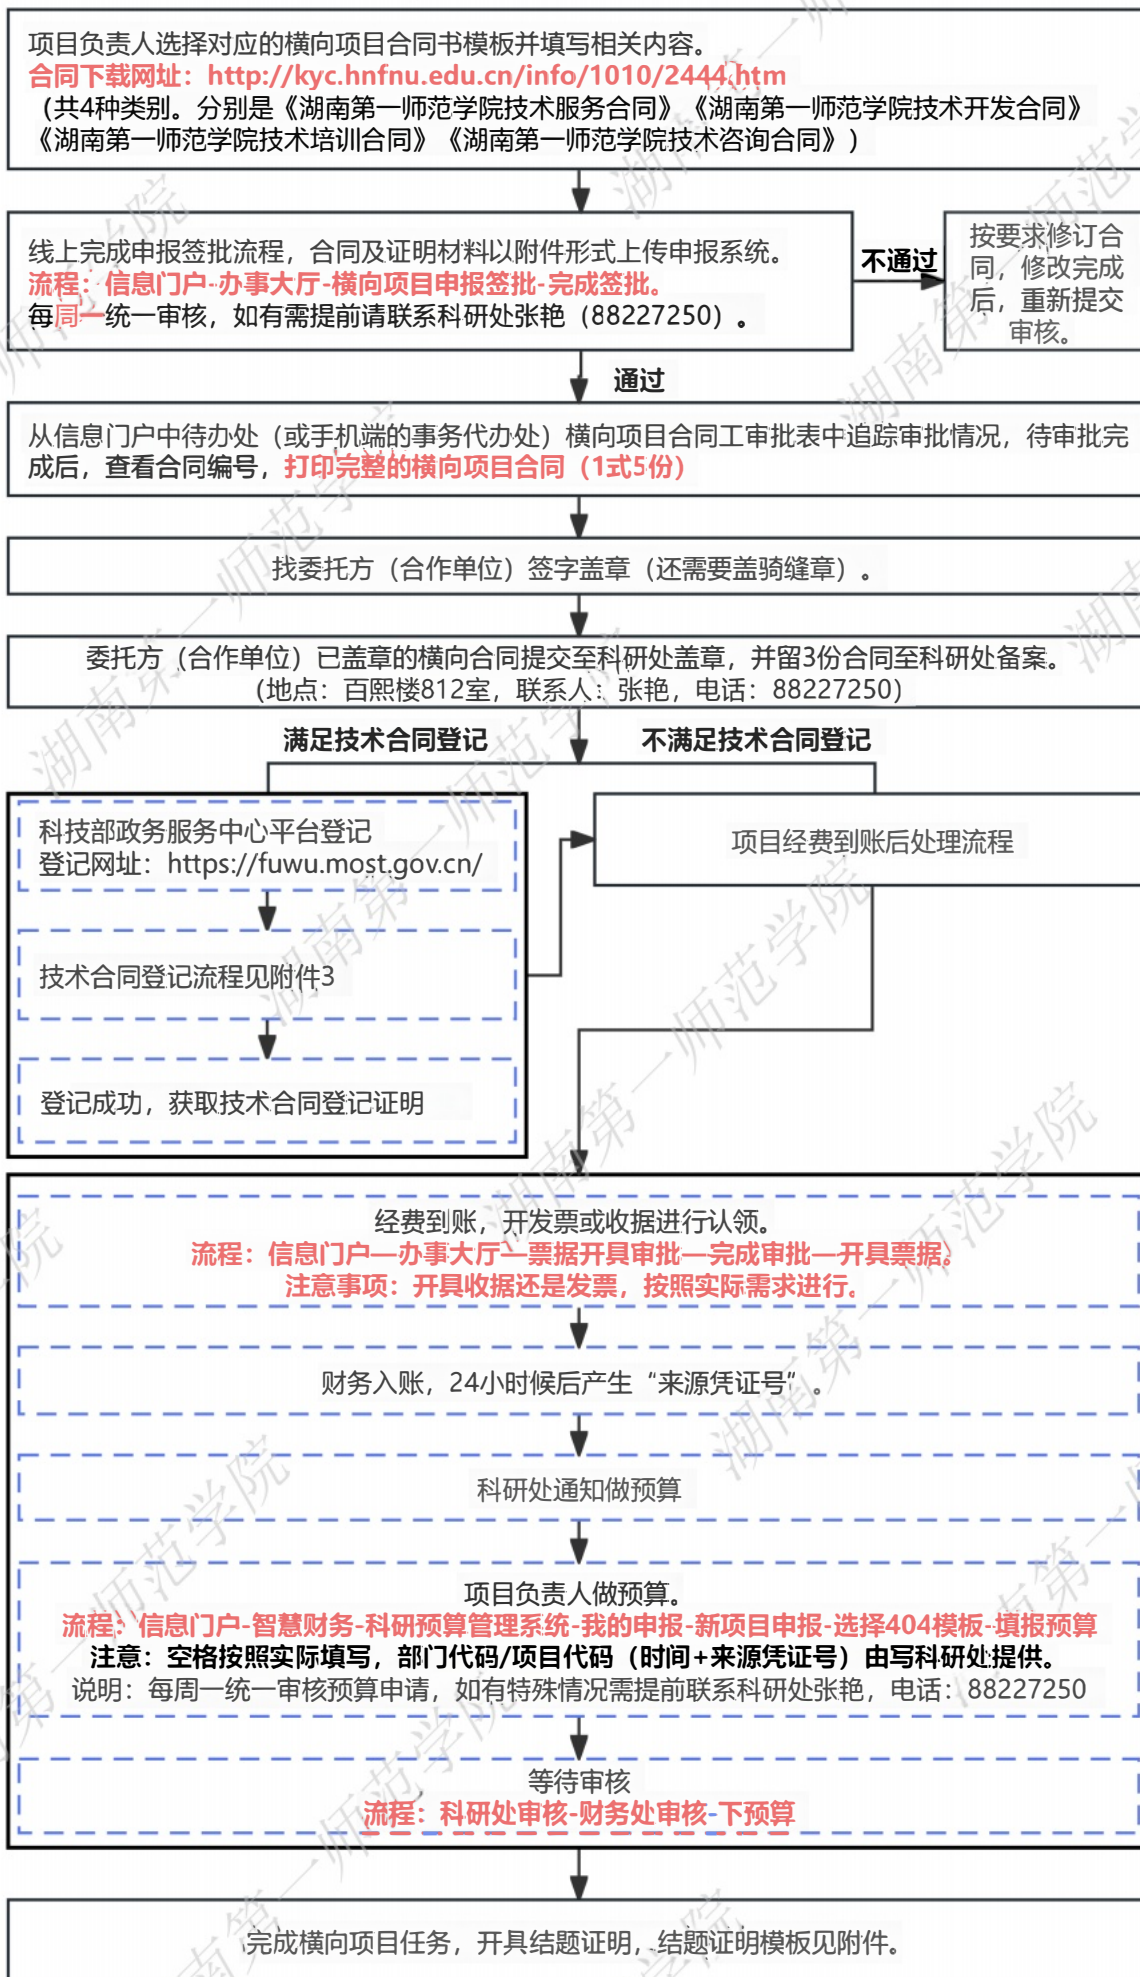 项目负责人选择对应的横向项目合同书模板并填写相关内容。
合同下载网址：http://kyc.hnfnu.edu.cn/info/1010/2444.htm
（共4种类别。分别是《湖南第一师范学院技术服务合同》《湖南第一师范学院技术开发合同》
《湖南第一师范学院技术培训合同》《湖南第一师范学院技术咨询合同》）
线上完成申报签批流程，合同及证明材料以附件形式上传申报系统。
流程：信息门户-办事大厅-横向项目申报签批-完成签批。
每周一统一审核，如有需提前请联系科研处张艳（88227250）。
不通过
按要求修订合
同，修改完成
后，重新提交
审核。
通过
从信息门户中待办处（或手机端的事务代办处）横向项目合同工审批表中追踪审批情况，待审批完
成后，查看合同编号，打印完整的横向项目合同（1式5份）
找委托方（合作单位）签字盖章（还需要盖骑缝章）。
委托方（合作单位）已盖章的横向合同提交至科研处盖章，并留3份合同至科研处备案。
（地点：百熙楼812室，联系人：张艳，电话：88227250）
满足技术合同登记
不满足技术合同登记
科技部政务服务中心平台登记
登记网址：https://fuwu.most.gov.cn/
项目经费到账后处理流程
技术合同登记流程见附件3
登记成功，获取技术合同登记证明
经费到账，开发票或收据进行认领。
流程：信息门户—办事大厅—票据开具审批—完成审批—开具票据。
注意事项：开具收据还是发票，按照实际需求进行。
财务入账，24小时候后产生“来源凭证号”。
科研处通知做预算
项目负责人做预算。
流程：信息门户-智慧财务-科研预算管理系统-我的申报-新项目申报-选择404模板-填报预算
注意：空格按照实际填写，部门代码/项目代码（时间+来源凭证号）由写科研处提供。
说明：每周一统一审核预算申请，如有特殊情况需提前联系科研处张艳，电话：88227250
等待审核
流程：科研处审核-财务处审核-下预算
完成横向项目任务，开具结题证明，结题证明模板见附件。
湖南第一师范学院